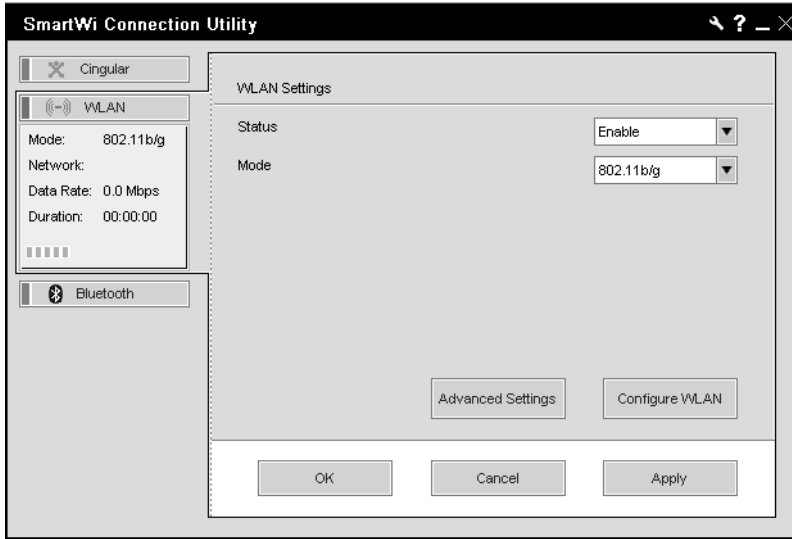 SmartWi Connection Utility
?
Cingular
WLAN
Mode: 802.11b/g
Network:
Data Rate: 0.0 Mbps
Duration: 00:00:00
Bluetooth
WLAN Settings
Status Enable
Mode 802.11b/g
Advanced Settings Configure WLAN
OK Cancel Apply